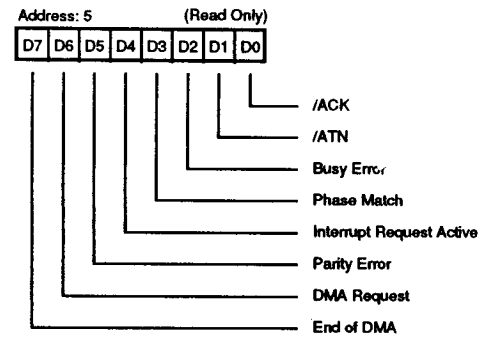 Address: 5 (Read Only)
D7 D6 D5 D4 D3 D2 D1 D0
/ACK
/ATN
Busy Error
Phase Match
Interrupt Request Active
Parity Error
DMA Request
End of DMA